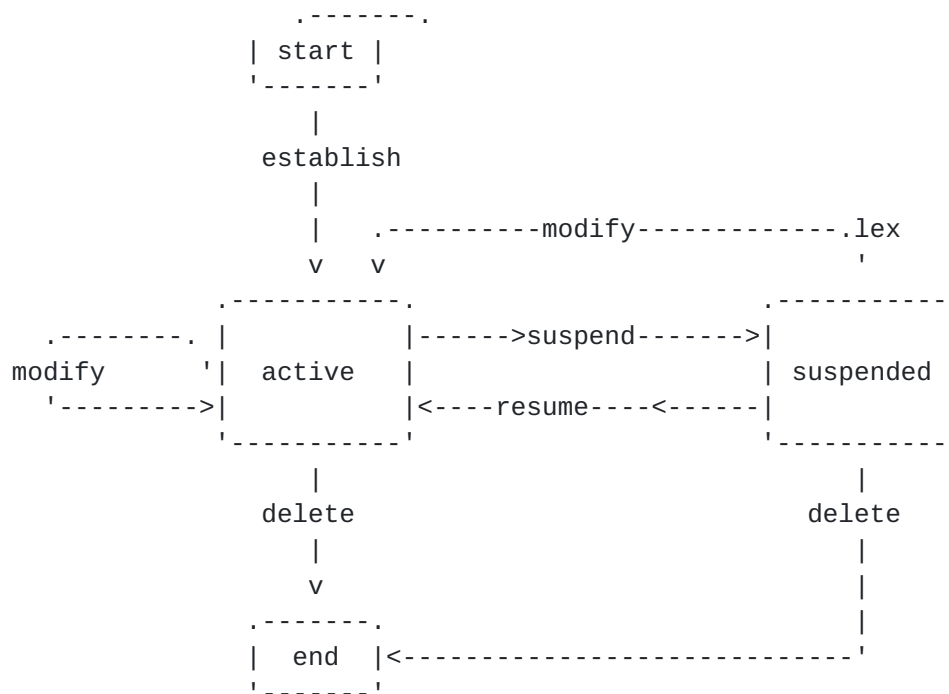 start
establish
modify lex
suspend
modify active suspended
resume
delete delete
end